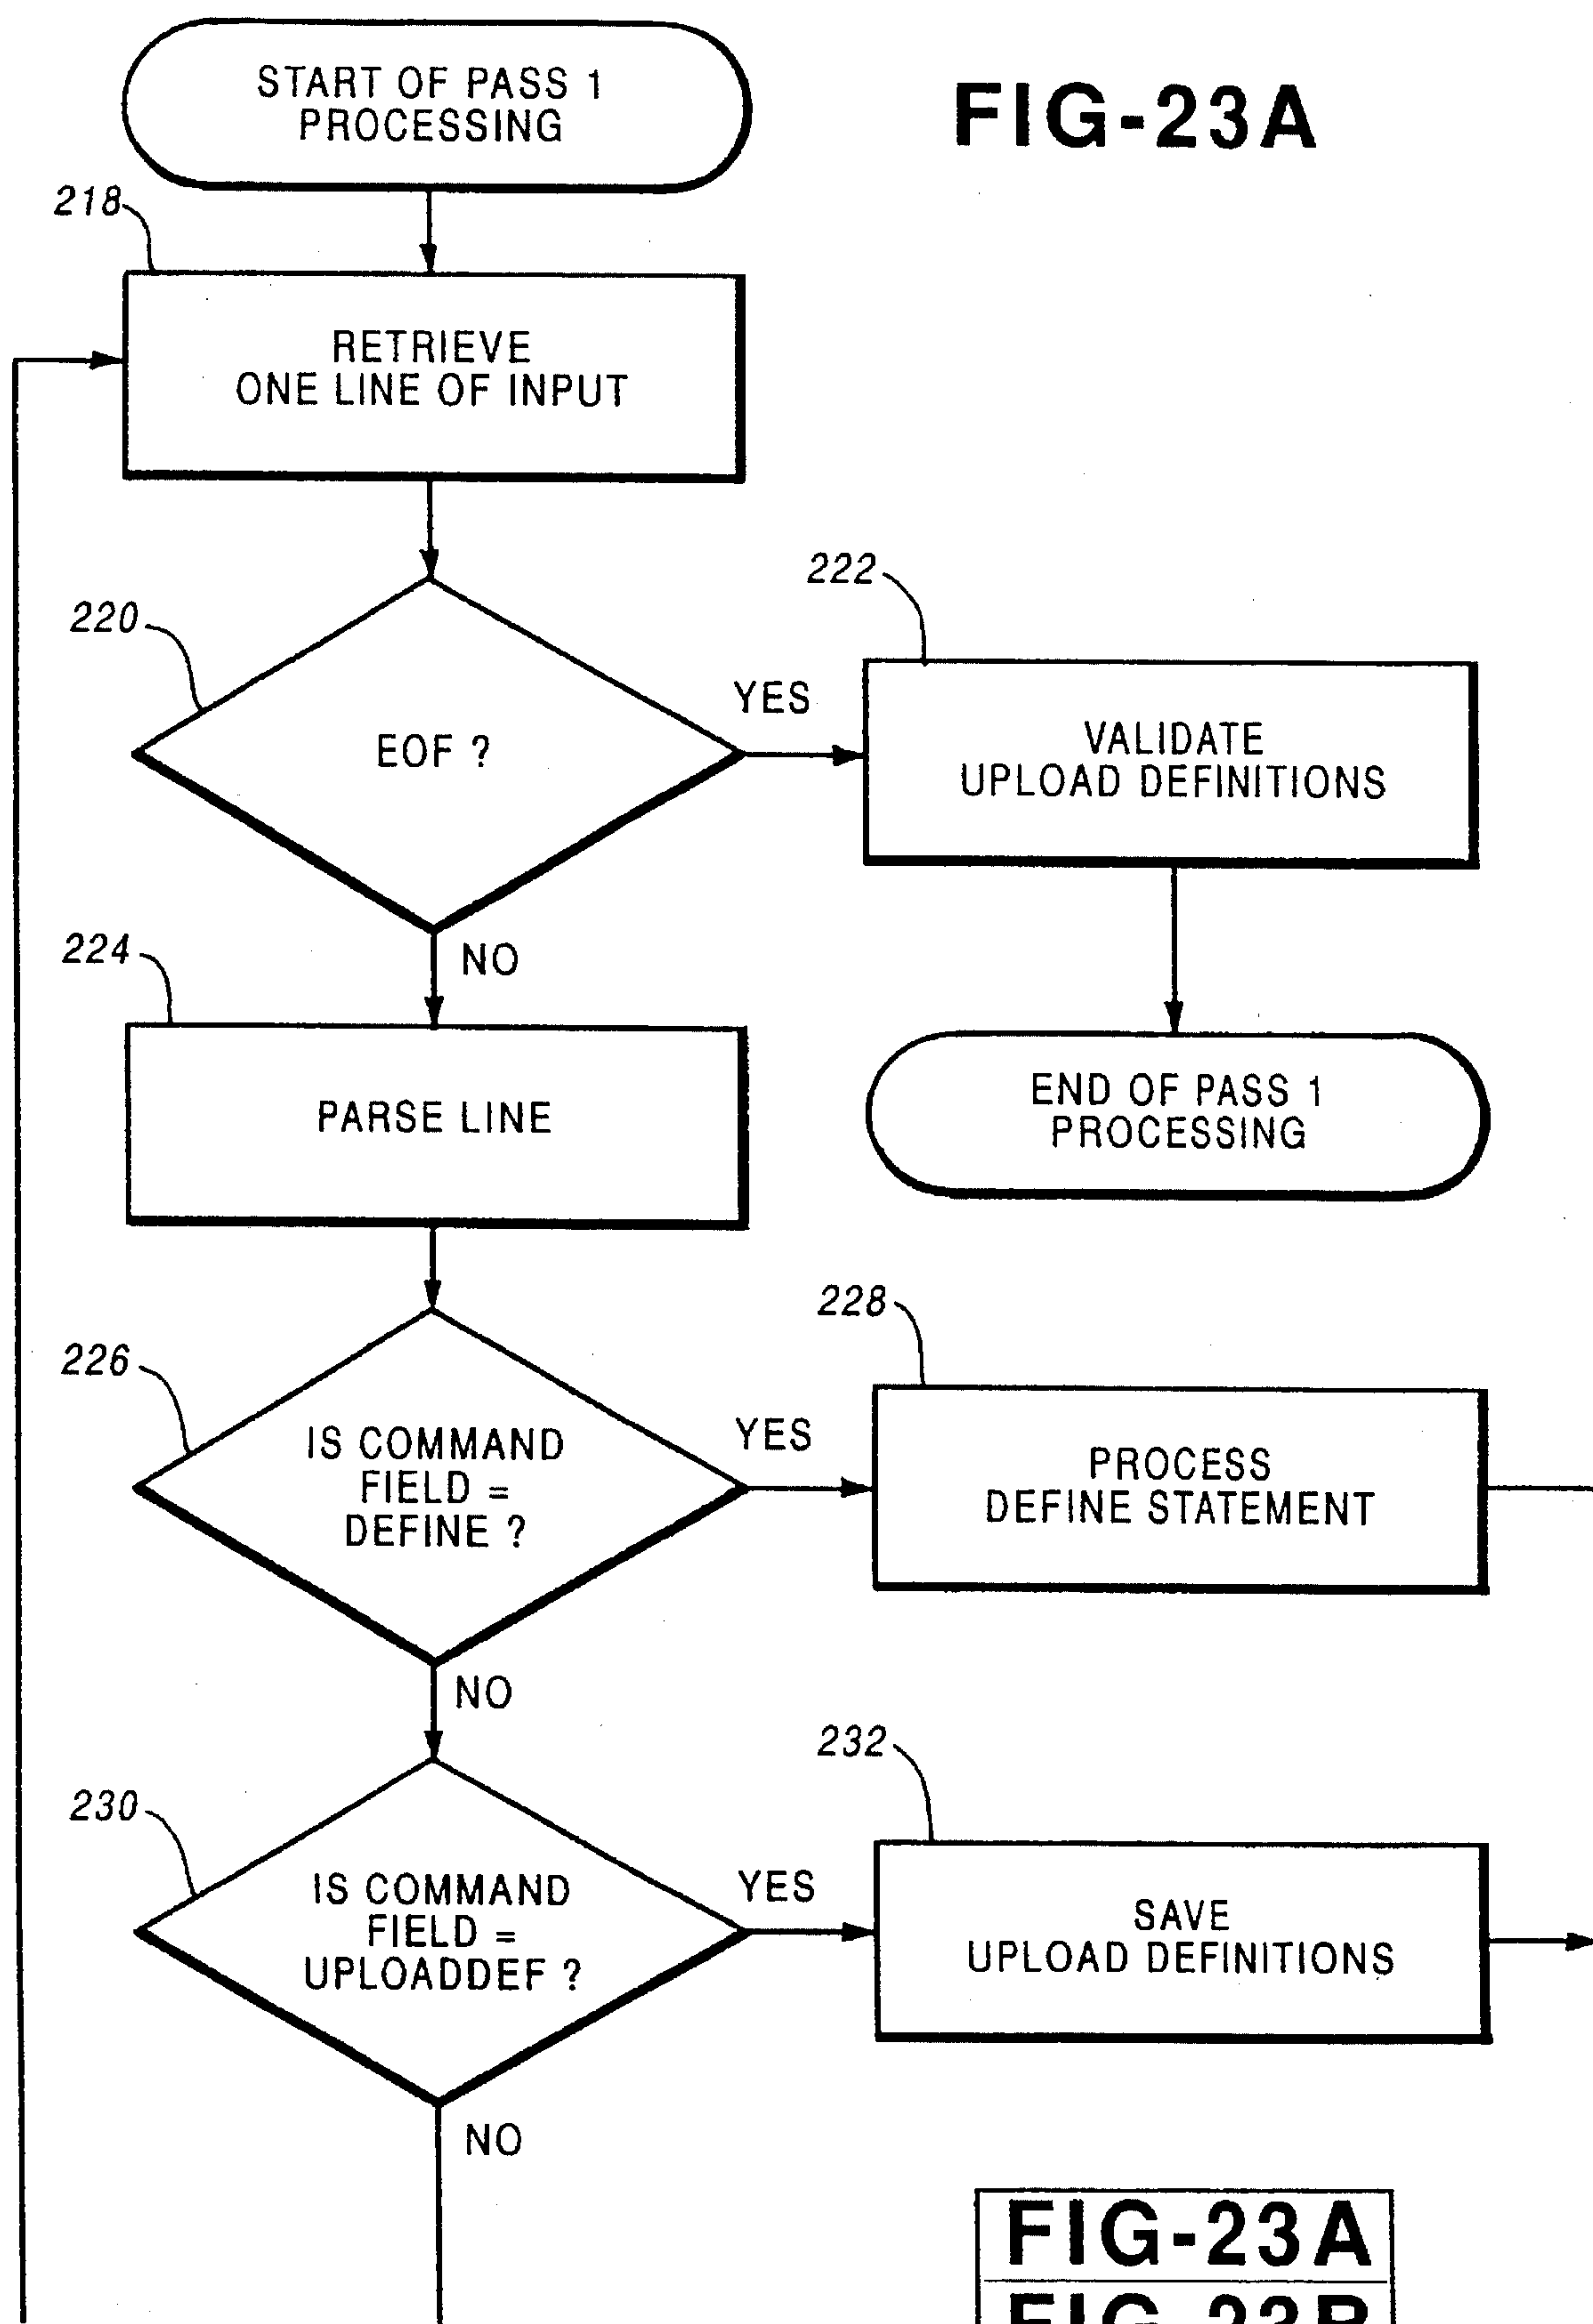 START OF PASS 1
PROCESSING
FIG-23A
218
RETRIEVE
ONE LINE OF INPUT
220
EOF ?
YES
222
VALIDATE
UPLOAD DEFINITIONS
NO
224
PARSE LINE
END OF PASS 1
PROCESSING
226
IS COMMAND
FIELD =
DEFINE ?
YES
228
PROCESS
DEFINE STATEMENT
NO
230
IS COMMAND
FIELD =
UPLOADDEF ?
YES
232
SAVE
UPLOAD DEFINITIONS
NO
FIG-23A
FIG-23B